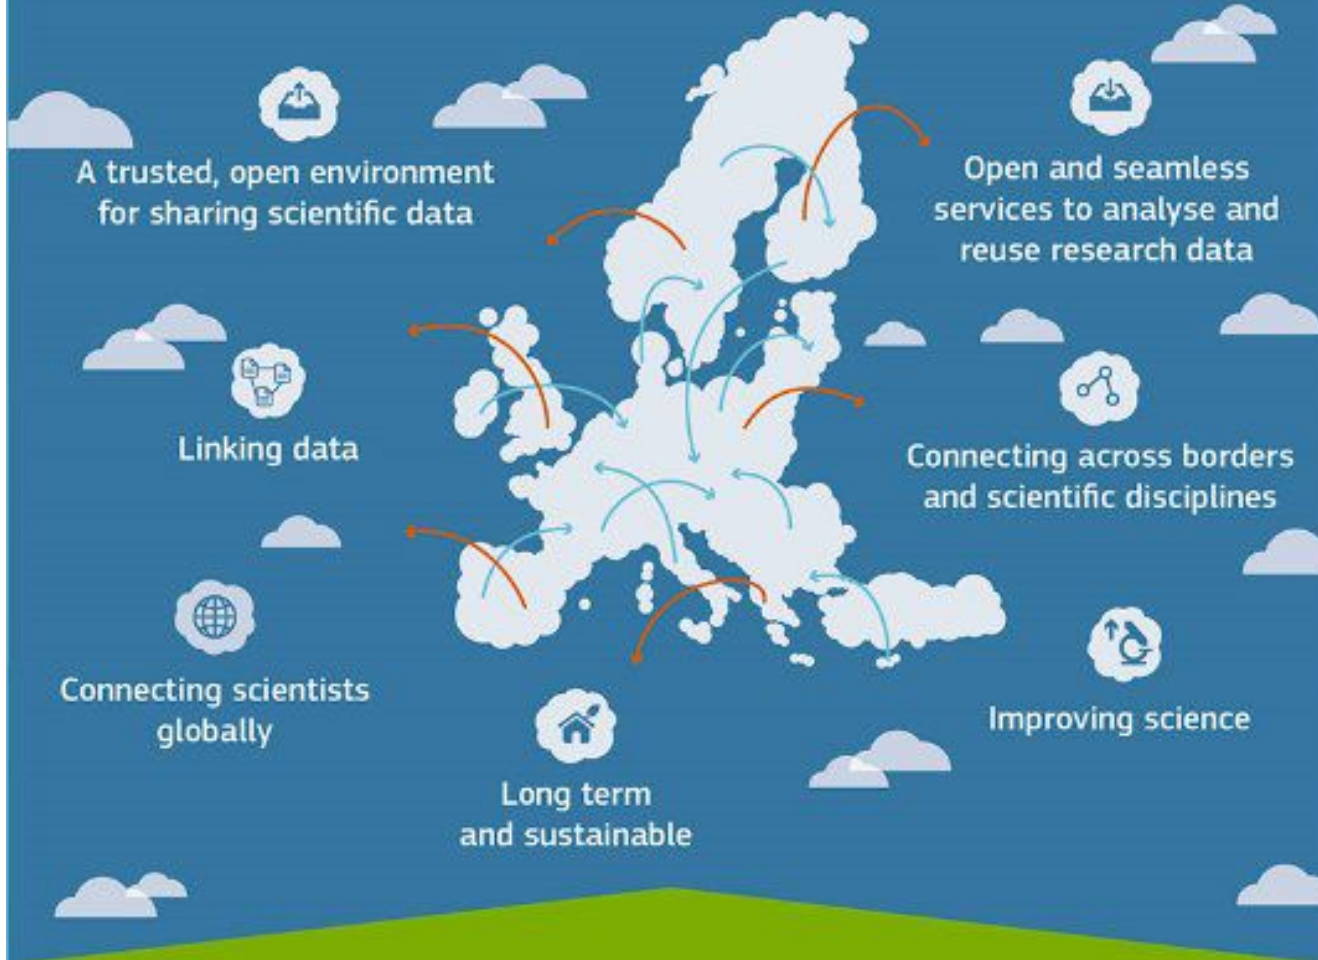 A trusted, open environment
for sharing scientific data
Open and seamless
services to analyse and
reuse research data
Linking data
Connecting across borders
and scientific disciplines
Connecting scientists
globally
Improving science
Long term
and sustainable